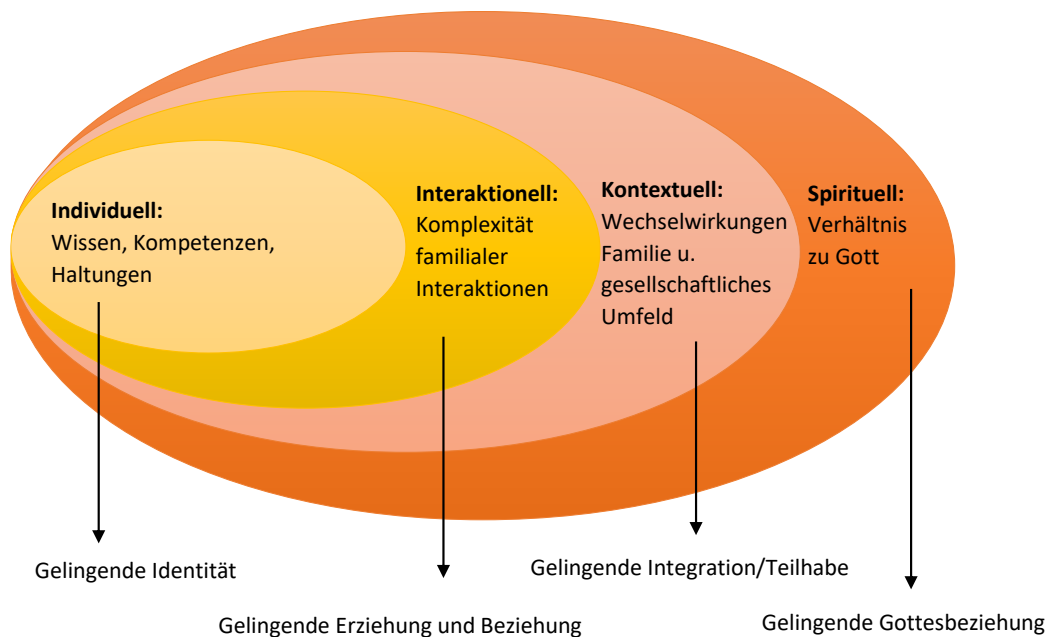 Individuell:
Wissen, Kompetenzen,
Haltungen
Interaktionell:
Komplexität
familialer
Interaktionen
Kontextuell:
Wechselwirkungen
Familie u.
gesellschaftliches
Umfeld
Spirituell:
Verhältnis
zu Gott
Gelingende Identität
Gelingende Erziehung und Beziehung
Gelingende Integration/Teilhabe
Gelingende Gottesbeziehung